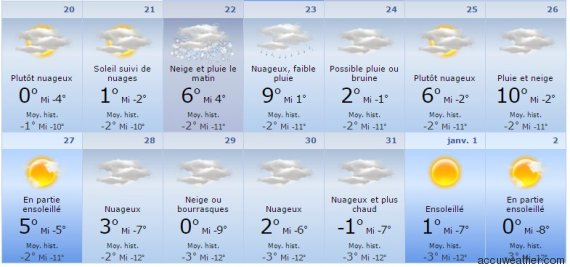 20
Plutôt nuageux
0° Mi -4°
Moy. hist.
-1° Mi -10°
21
Soleil suivi de
nuages
1° Mi -2°
Moy. hist.
-2° Mi -10°
22
Neige et pluie le
matin
6° Mi 4°
Moy. hist.
-2° Mi -11°
23
Nuageux, faible
pluie
9° Mi 1°
Moy. hist.
-2° Mi -11°
24
Possible pluie ou
bruine
2° Mi -1°
Moy. hist.
-2° Mi -11°
25
Plutôt nuageux
6° Mi -2°
Moy. hist.
-2° Mi -11°
26
Pluie et neige
10° Mi -2°
Moy. hist.
-2° Mi -11°
27
En partie
ensoleillé
5° Mi -5°
Moy. hist.
-2° Mi -11°
28
Nuageux
3° Mi -7°
Moy. hist.
-2° Mi -11°
29
Neige ou
bourrasques
0° Mi -9°
Moy. hist.
-3° Mi -12°
30
Nuageux
2° Mi -6°
Moy. hist.
-3° Mi -12°
31
Nuageux et plus
chaud
-1° Mi -7°
Moy. hist.
-3° Mi -12°
janv. 1
Ensoleillé
1° Mi -7°
Moy. hist.
-3° Mi -12°
2
En partie
ensoleillé
0° Mi -8°
Moy. hist.
-3° Mi -12°
accuweather.com